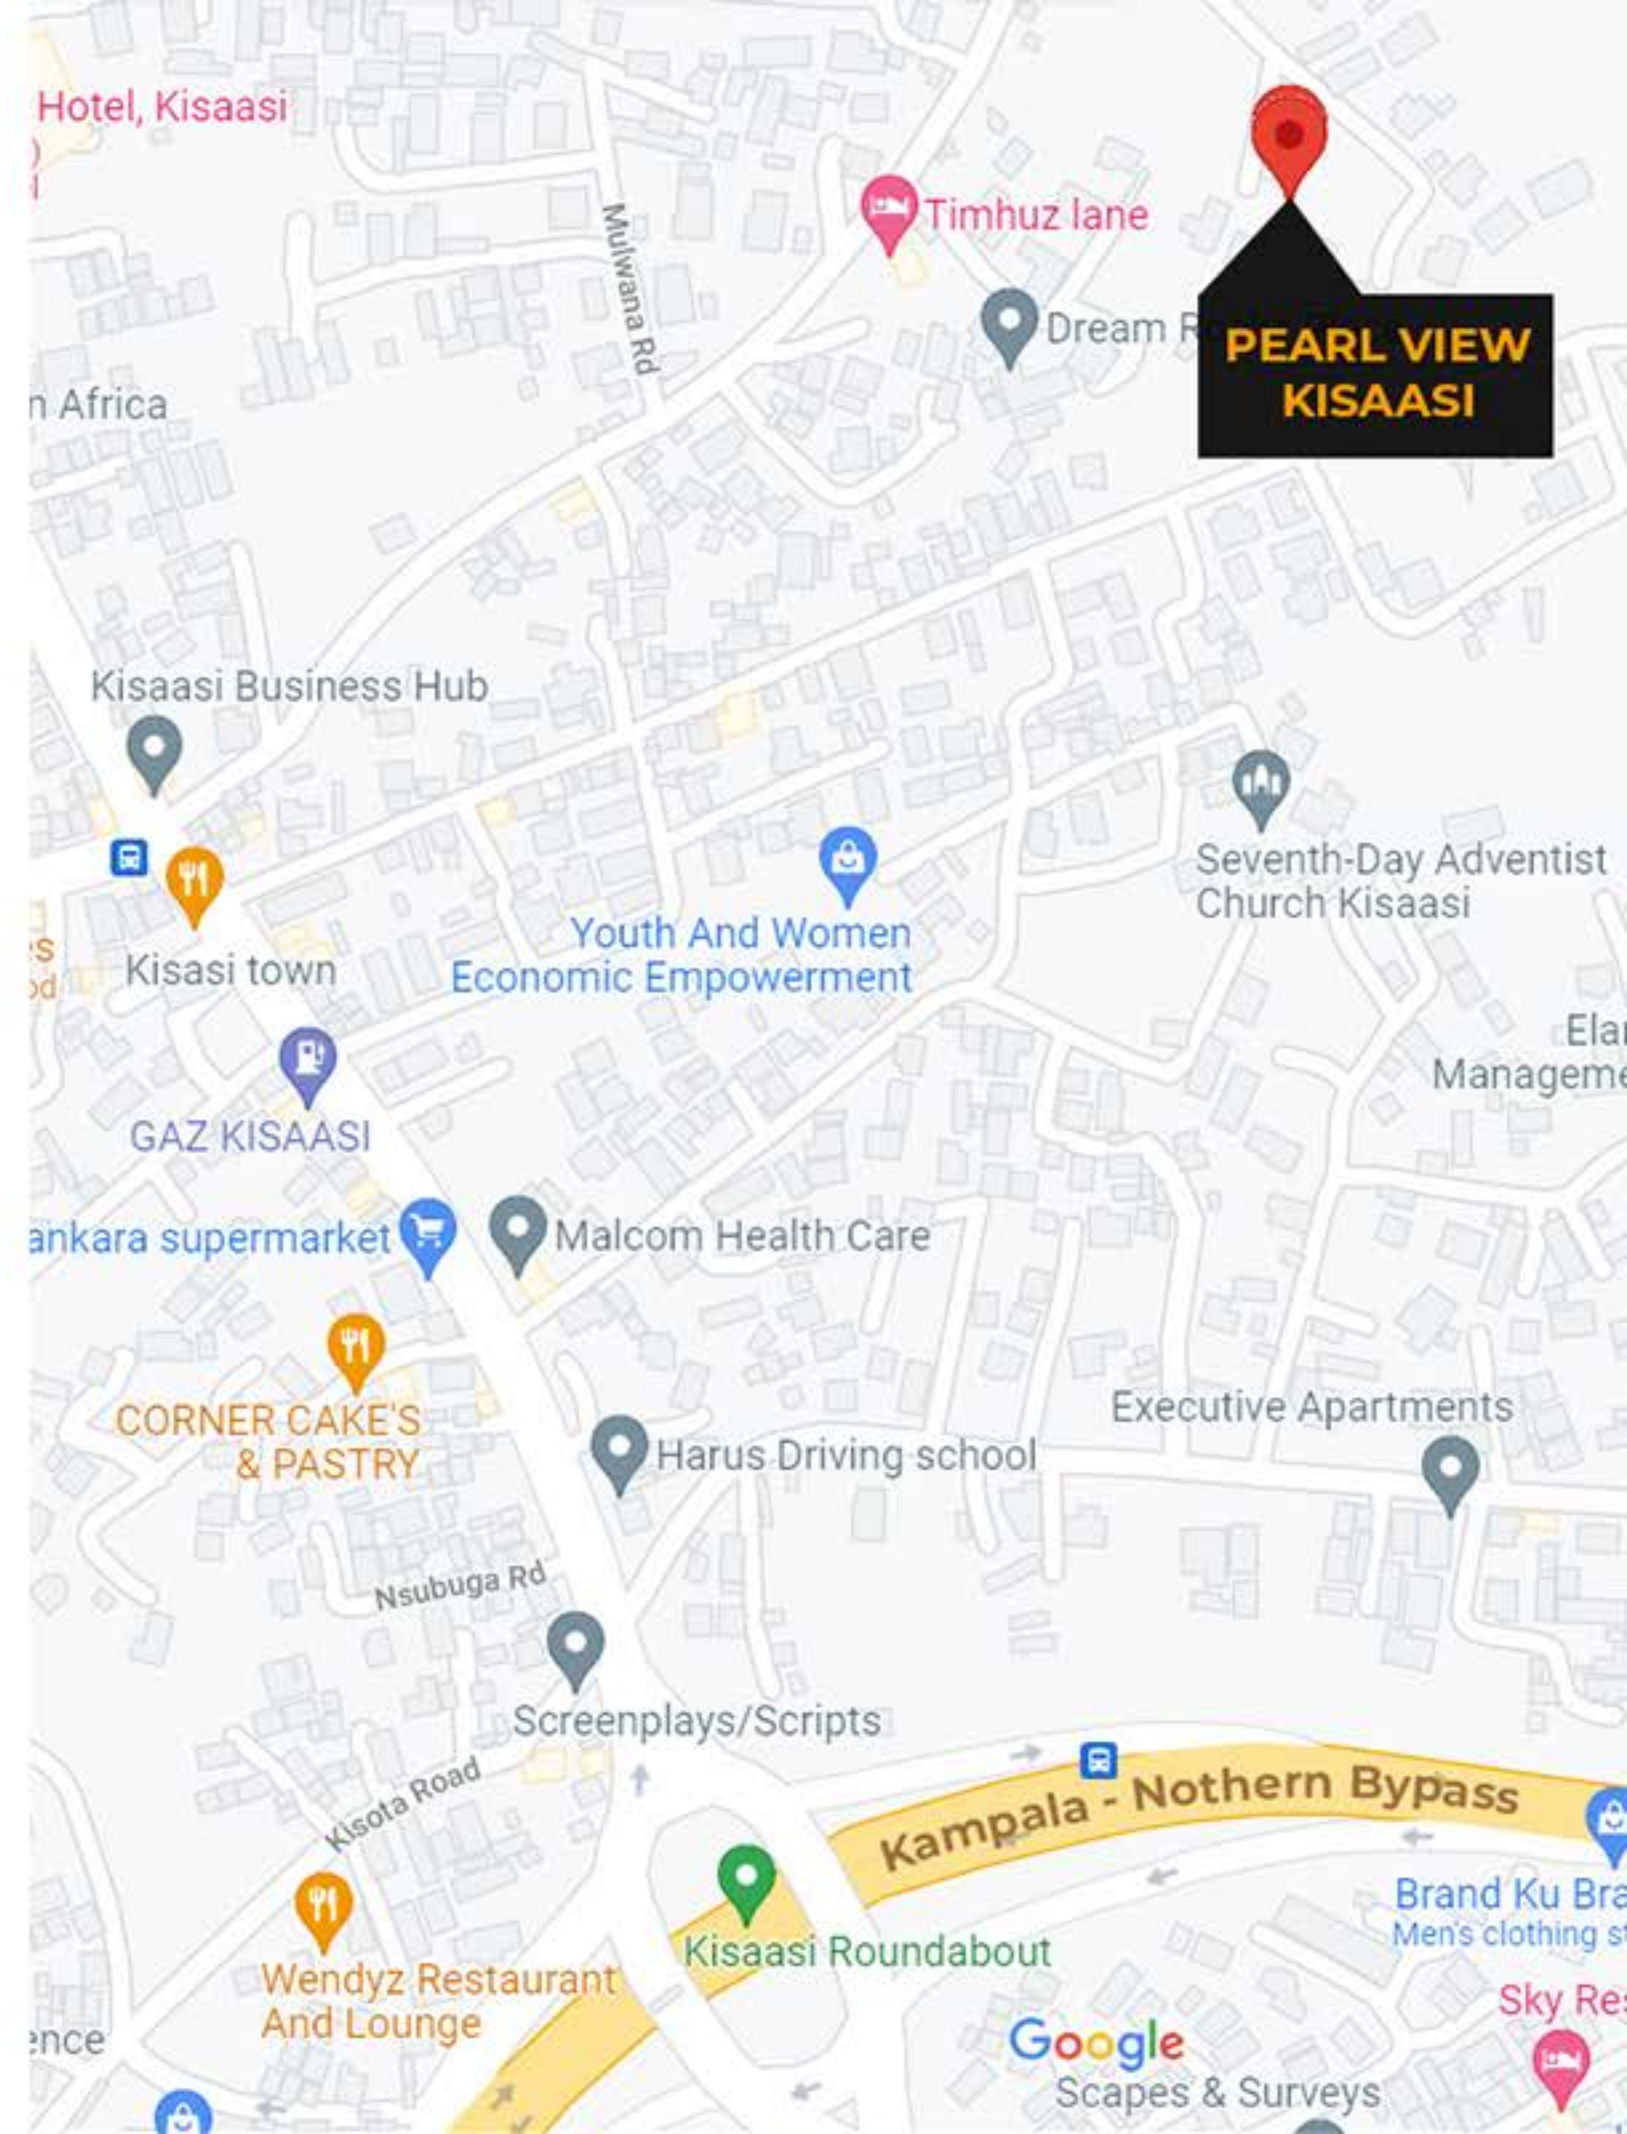 Hotel, Kisaasi
Timhuz lane
Mulwana Rd
Dream
PEARL VIEW
KISAASI
n Africa
Kisaasi Business Hub
Seventh-Day Adventist
Church Kisaasi
Youth And Women
Economic Empowerment
Kisasi town
Elan
Manageme
GAZ KISAASI
ankara supermarket
Malcom Health Care
CORNER CAKE'S
& PASTRY
Executive Apartments
Harus Driving school
Nsubuga Rd
Screenplays/Scripts
Kisota Road
Kampala - Nothern Bypass
Brand Ku Bra
Men's clothing st
Kisaasi Roundabout
Wendyz Restaurant
And Lounge
Sky Res
ence
Google
Scapes & Surveys